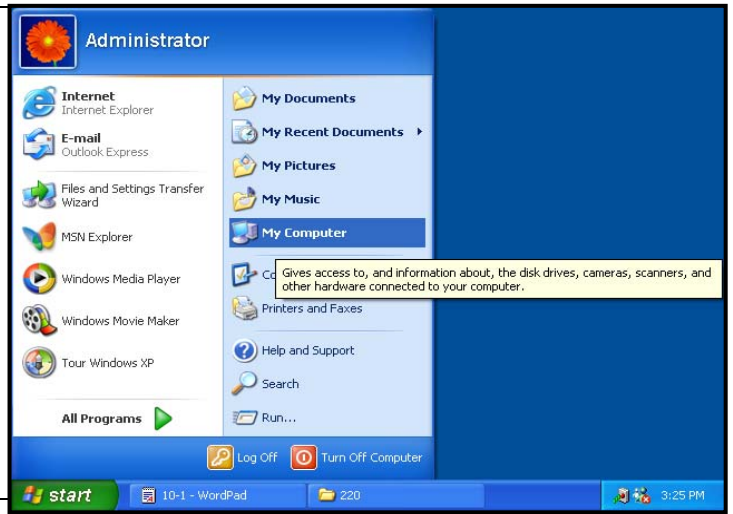 Administrator
Internet
Internet Explorer
E-mail
Outlook Express
Files and Settings Transfer
Wizard
MSN Explorer
Windows Media Player
Windows Movie Maker
Tour Windows XP
All Programs
My Documents
My Recent Documents
My Pictures
My Music
My Computer
Co
Gives access to, and information about, the disk drives, cameras, scanners, and
other hardware connected to your computer.
Printers and Faxes
Help and Support
Search
Run...
Log Off
Turn Off Computer
start
10-1 - WordPad
220
3:25 PM